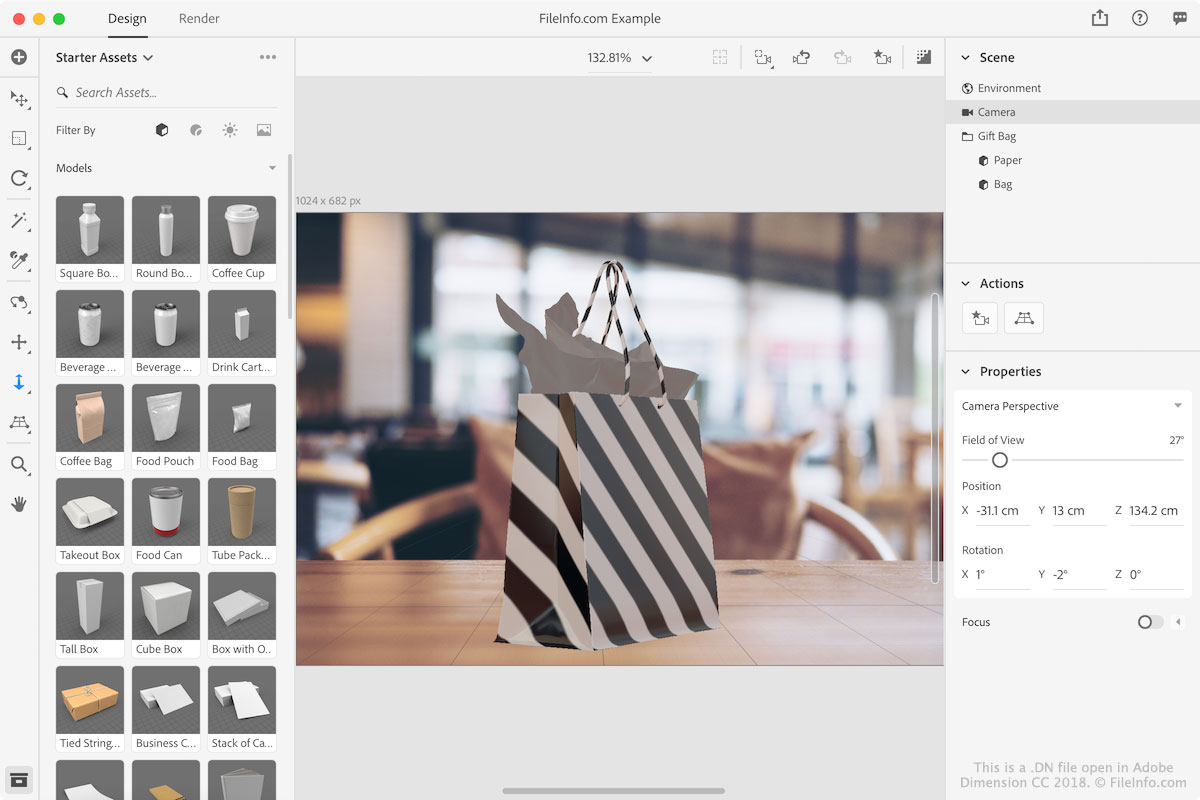 Design
Render
FileInfo.com Example
Starter Assets
132.81%
Search Assets...
Filter By
Models
Square Bo...
Round Bo...
Coffee Cup
Beverage ...
Beverage ...
Drink Cart...
Coffee Bag
Food Pouch
Food Bag
Takeout Box
Food Can
Tube Pack...
Tall Box
Cube Box
Box with O...
Tied String...
Business C...
Stack of Ca...
1024 x 682 px
Scene
Environment
Camera
Gift Bag
Paper
Bag
Actions
Properties
Camera Perspective
Field of View 27°
Position
X -31.1 cm Y 13 cm Z 134.2 cm
Rotation
X 1° Y -2° Z 0°
Focus
This is a .DN file open in Adobe
Dimension CC 2018. © FileInfo.com